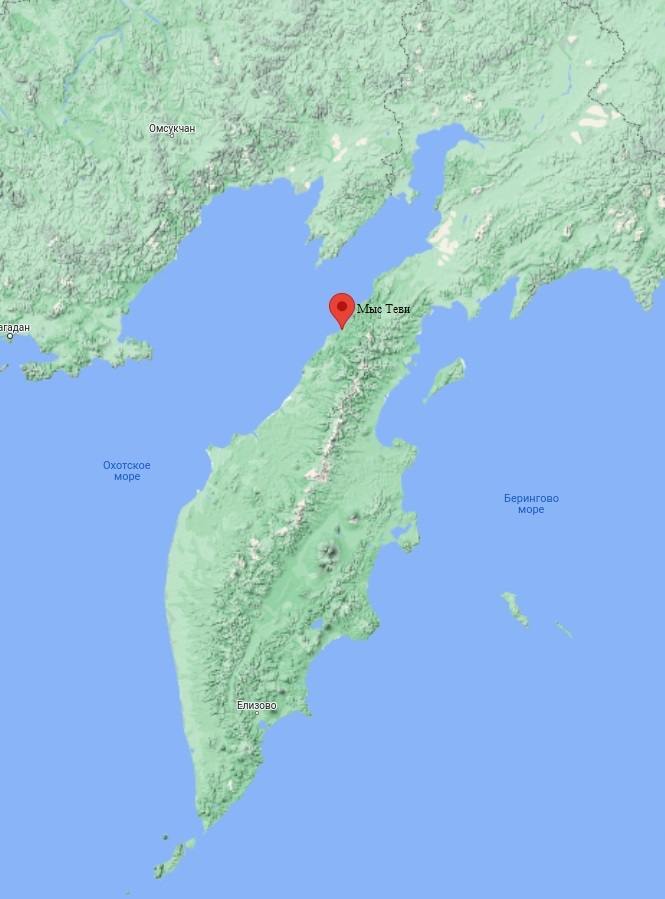 Омсукчан
Мыс Теви
агадан
Охотское
море
Берингово
море
Елизово